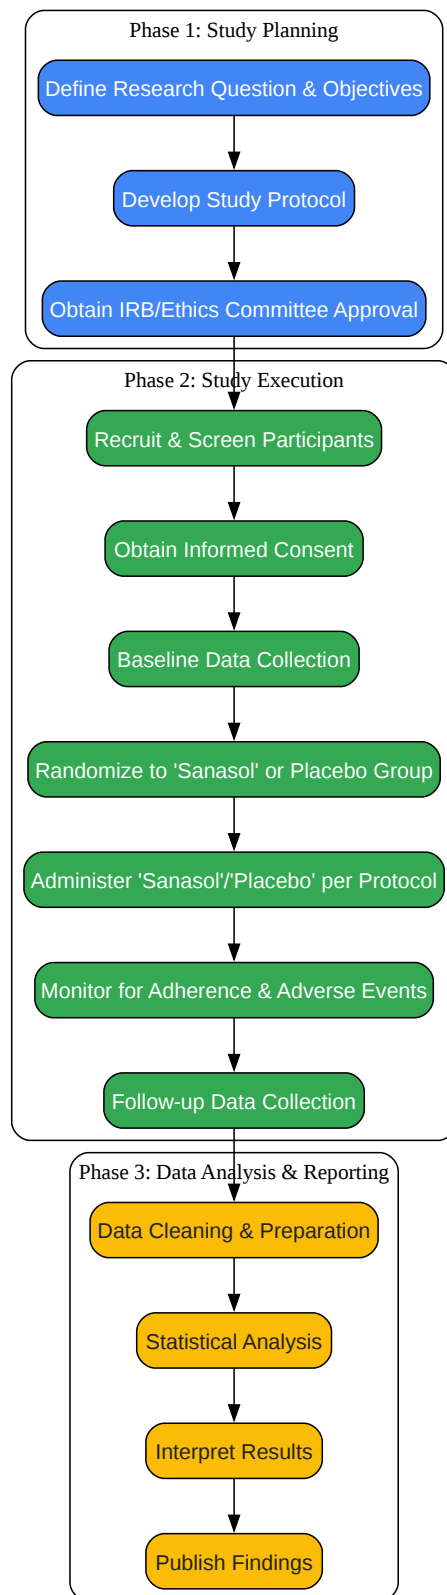 Phase 1: Study Planning
Define Research Question & Objectives
Develop Study Protocol
Obtain IRB/Ethics Committee Approval
Phase 2: Study Execution
Recruit & Screen Participants
Obtain Informed Consent
Baseline Data Collection
Randomize to 'Sanasol' or Placebo Group
Administer 'Sanasol'/'Placebo' per Protocol
Monitor for Adherence & Adverse Events
Follow-up Data Collection
Phase 3: Data Analysis & Reporting
Data Cleaning & Preparation
Statistical Analysis
Interpret Results
Publish Findings